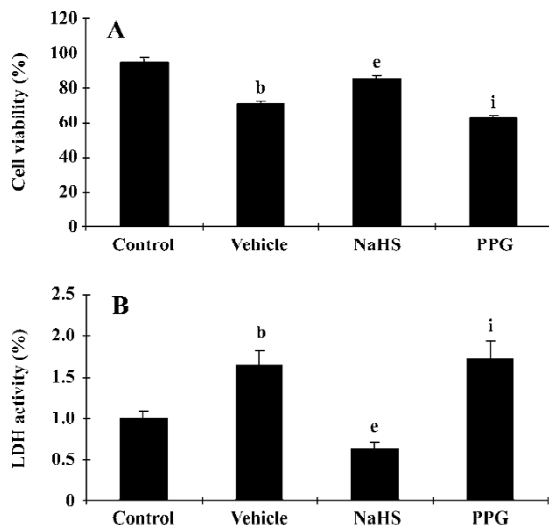 A
Cell viability (%)
120
100
80
60
40
20
0
b
e
i
Control Vehicle NaHS PPG
B
LDH activity (%)
2.5
2.0
1.5
1.0
0.5
0
b
e
i
Control Vehicle NaHS PPG